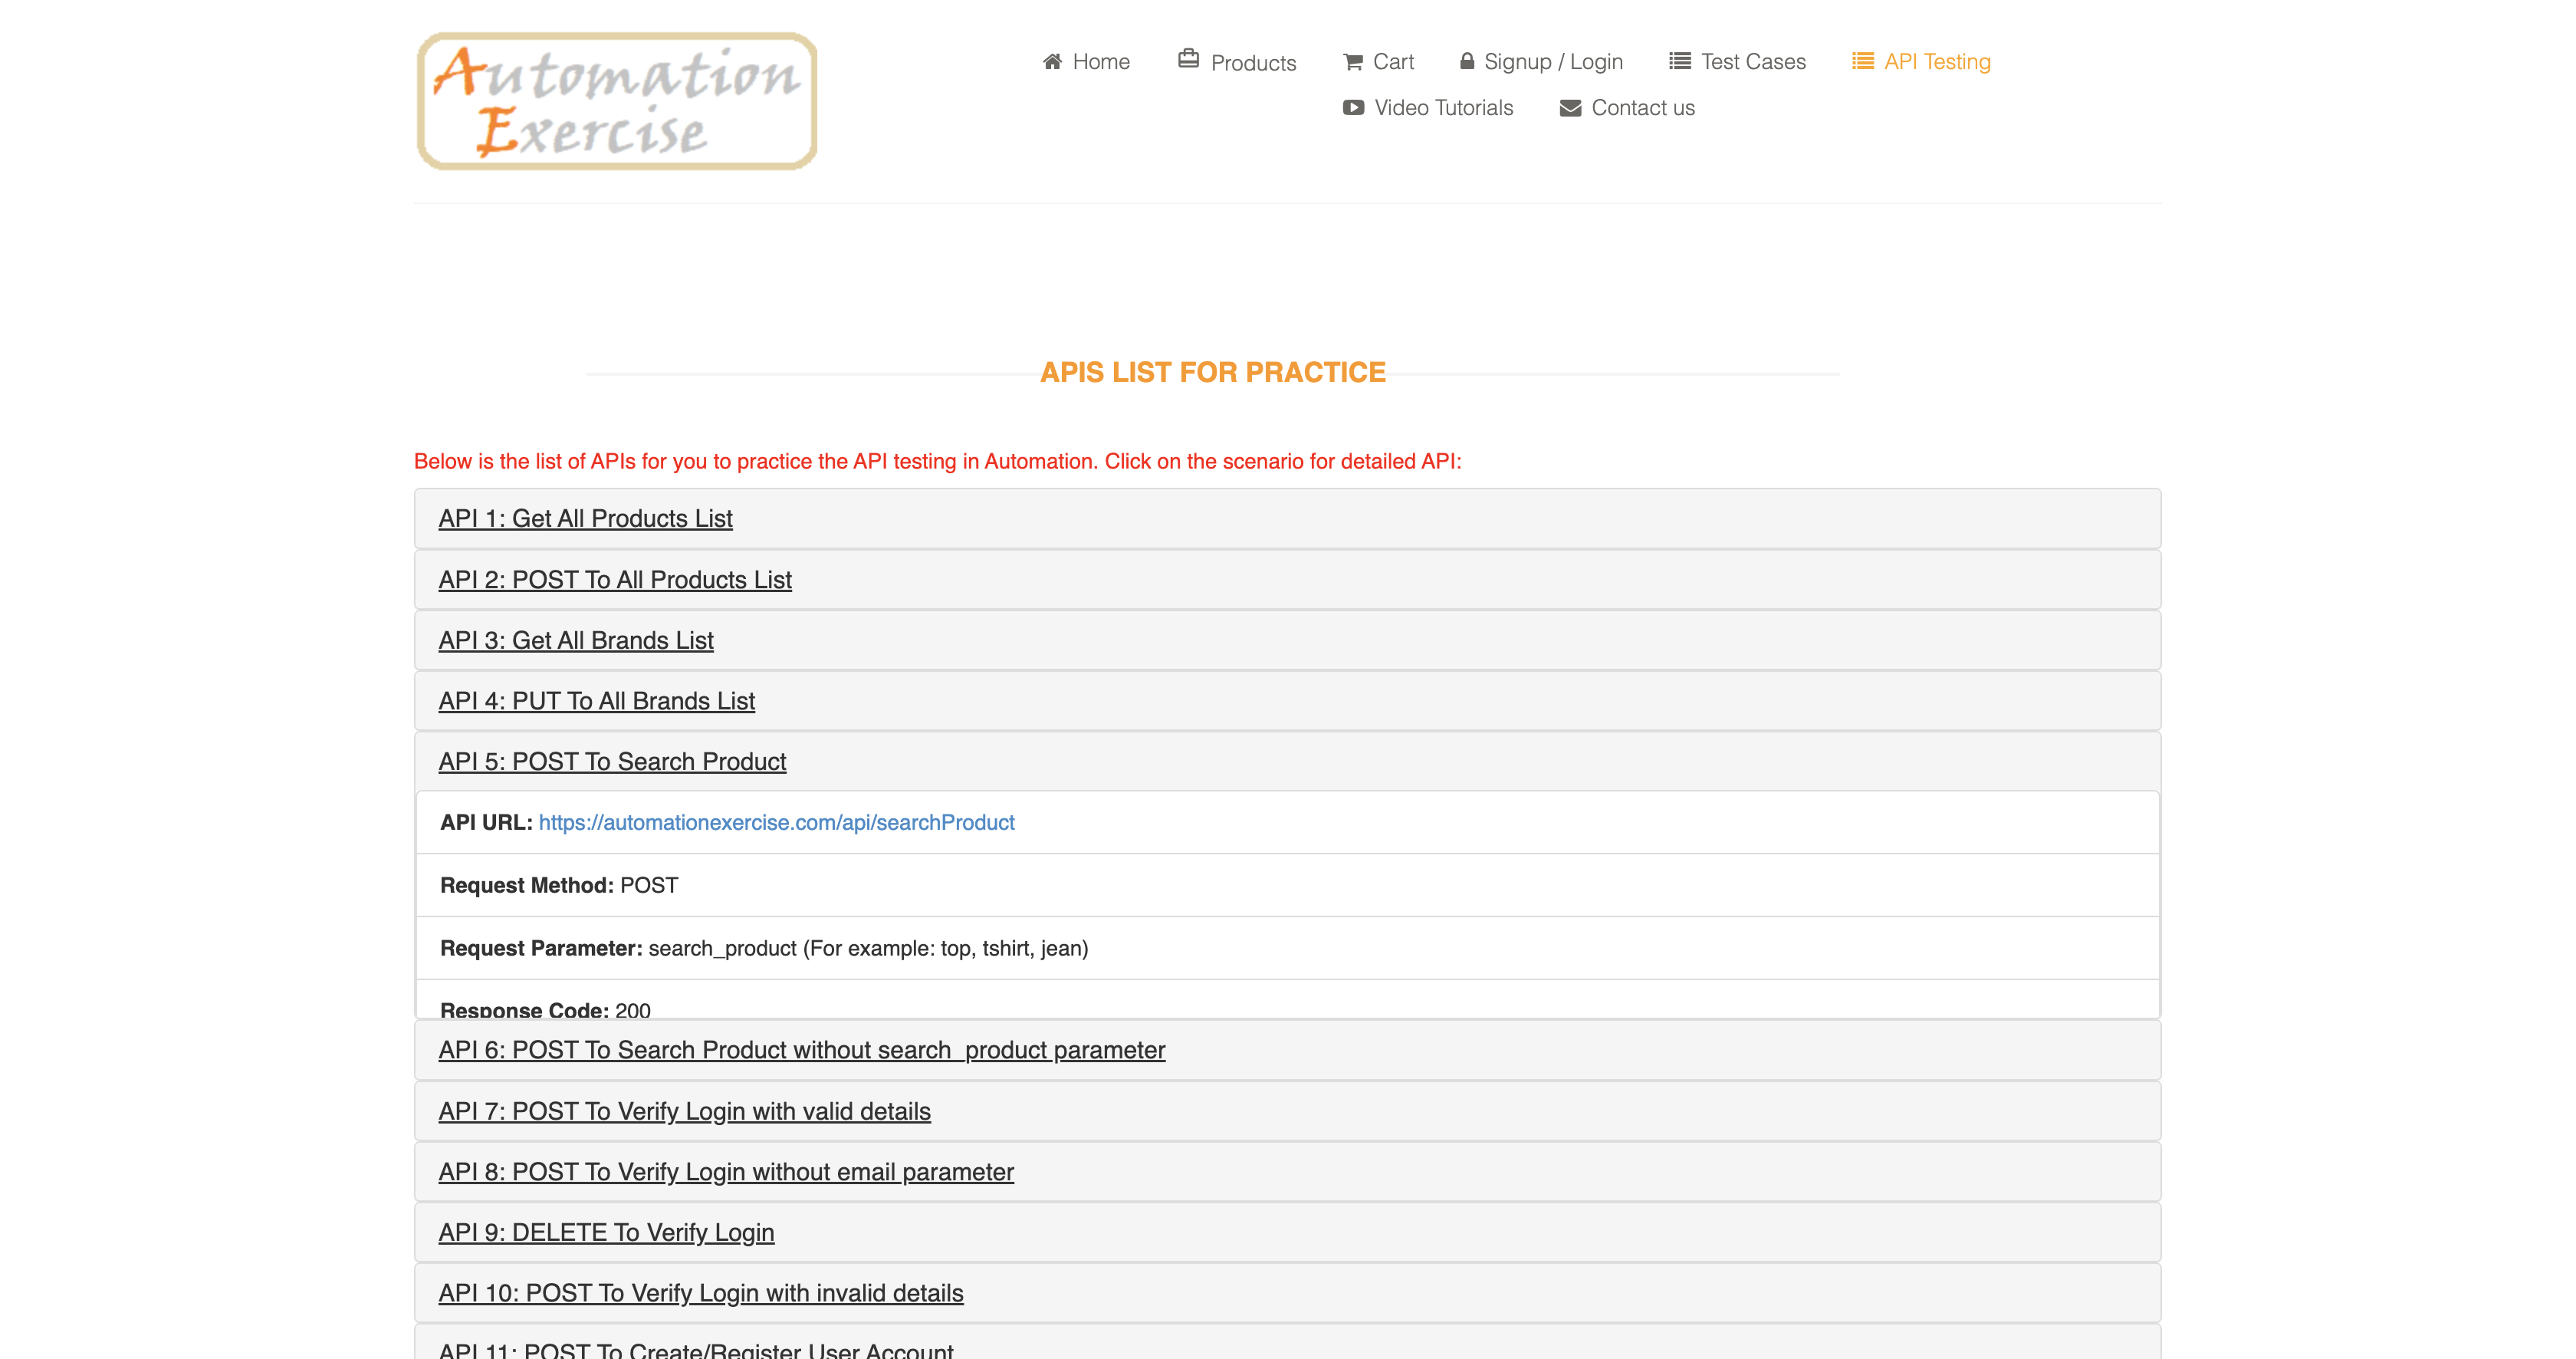 Automation
Exercise
Home Products Cart Signup / Login Test Cases API Testing
Video Tutorials Contact us
APIS LIST FOR PRACTICE
Below is the list of APIs for you to practice the API testing in Automation. Click on the scenario for detailed API:
API 1: Get All Products List
API 2: POST To All Products List
API 3: Get All Brands List
API 4: PUT To All Brands List
API 5: POST To Search Product
API URL: https://automationexercise.com/api/searchProduct
Request Method: POST
Request Parameter: search_product (For example: top, tshirt, jean)
Response Code: 200
API 6: POST To Search Product without search_product parameter
API 7: POST To Verify Login with valid details
API 8: POST To Verify Login without email parameter
API 9: DELETE To Verify Login
API 10: POST To Verify Login with invalid details
API 11: POST To Create/Register User Account